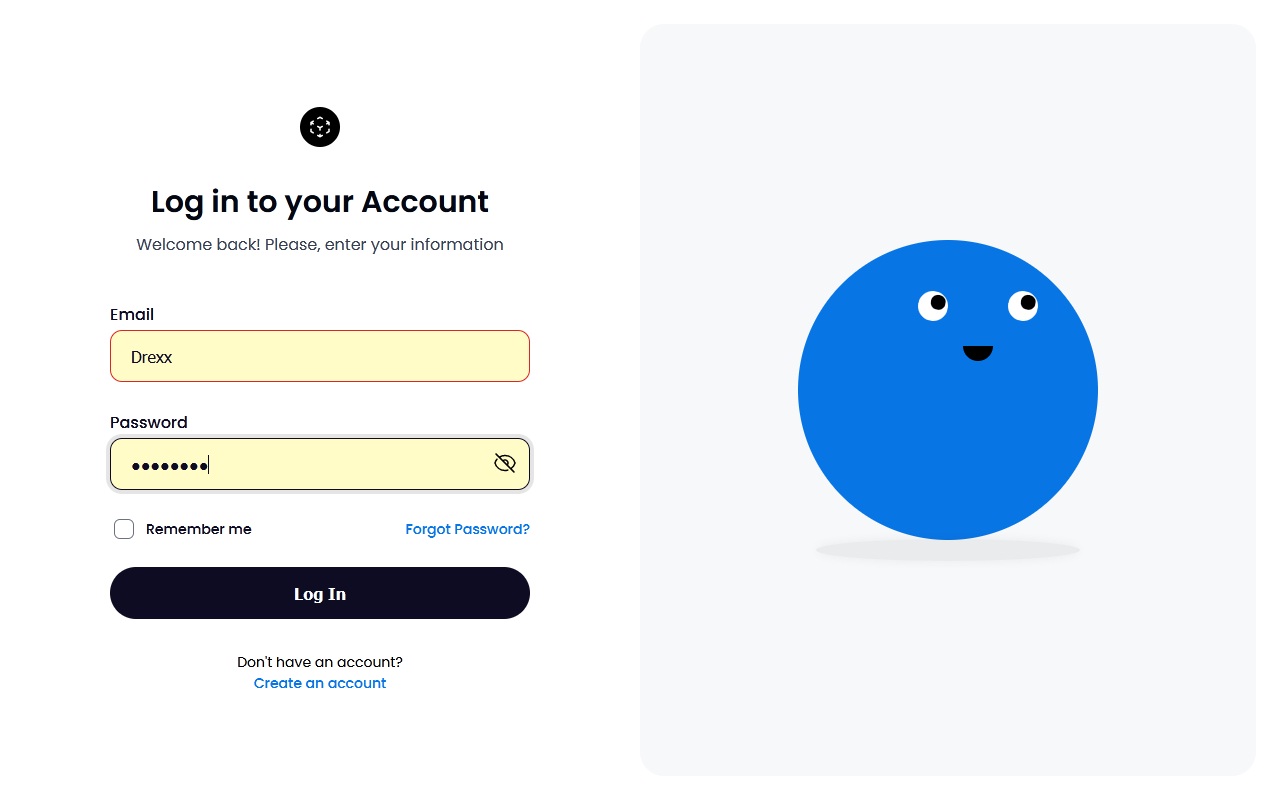 Log in to your Account
Welcome back! Please, enter your information
Email
Drexx
Password
••••••••
Remember me
Forgot Password?
Log In
Don't have an account?
Create an account